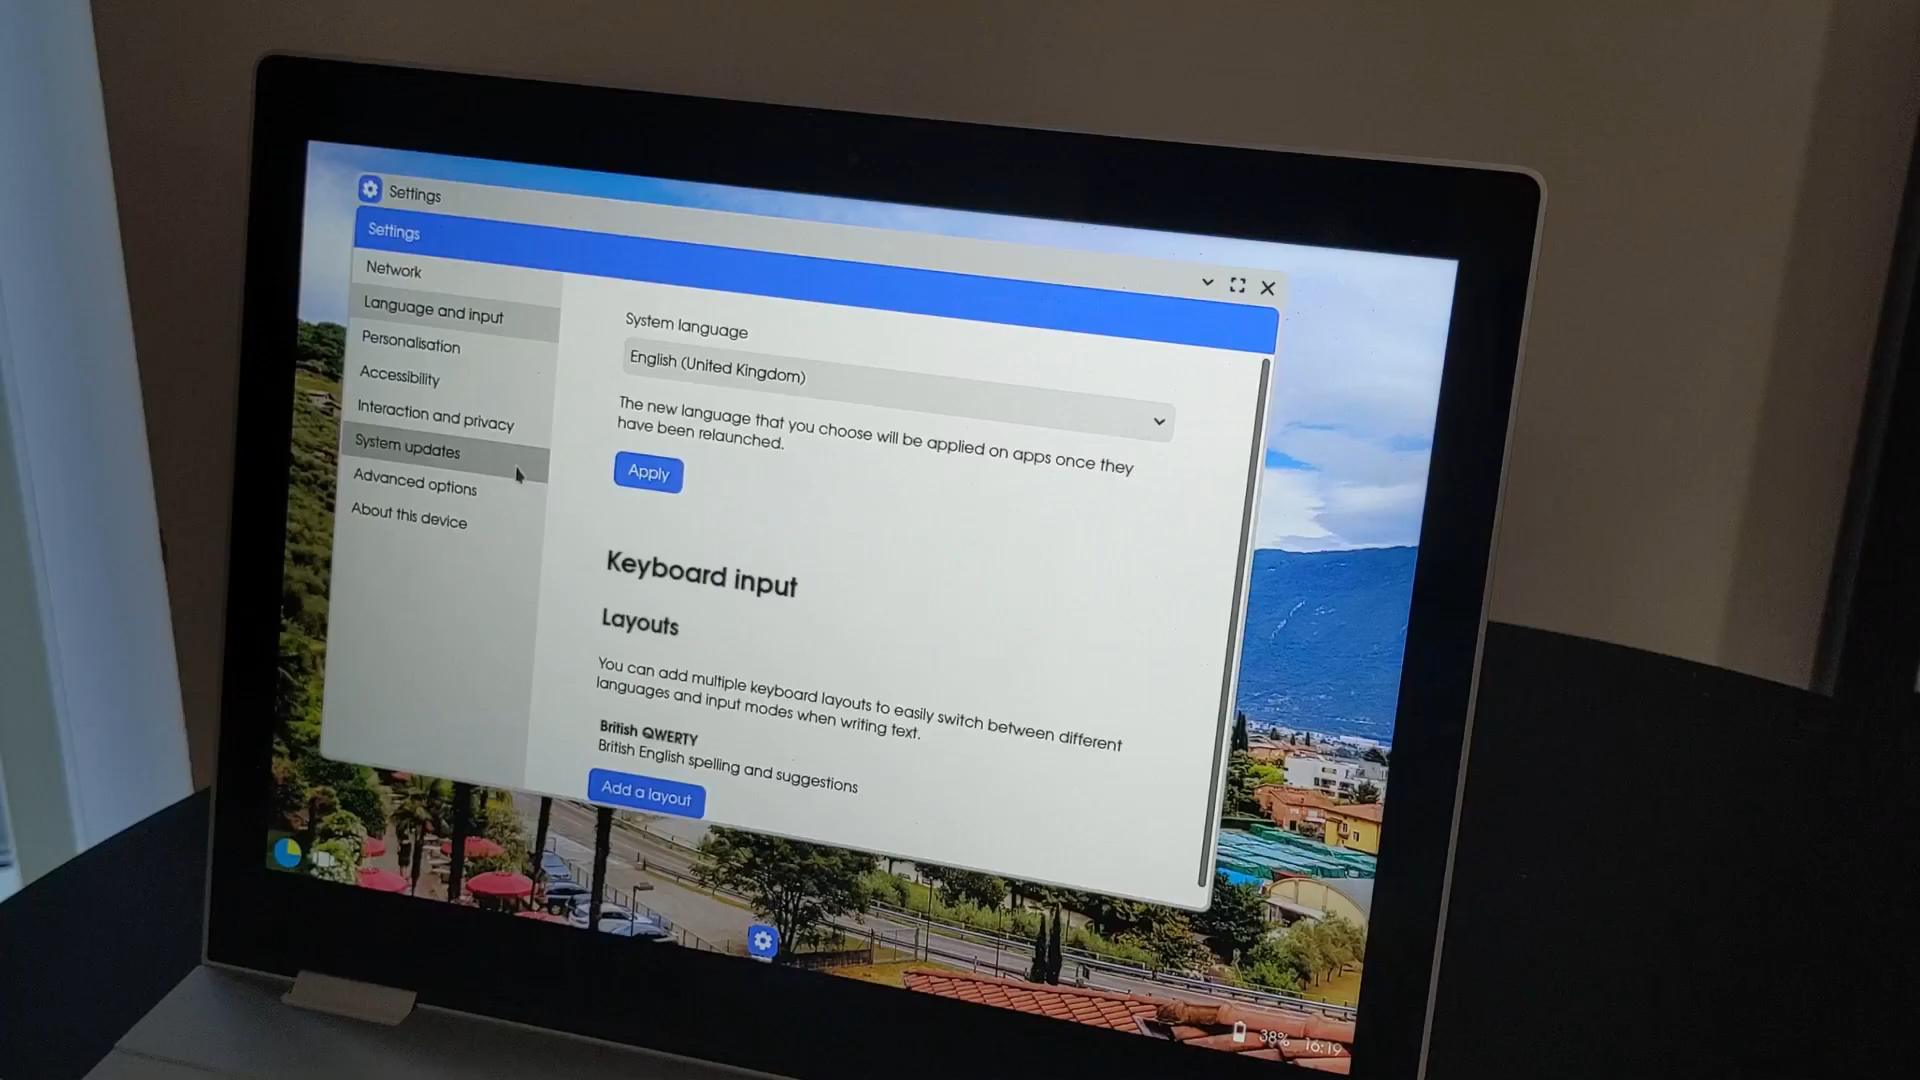 Settings
Settings
Network
Language and input
Personalisation
Accessibility
Interaction and privacy
System updates
Advanced options
About this device
System language
English (United Kingdom)
The new language that you choose will be applied on apps once they
have been relaunched.
Apply
Keyboard input
Layouts
You can add multiple keyboard layouts to easily switch between different
languages and input modes when writing text.
British QWERTY
British English spelling and suggestions
Add a layout
38% 16:19